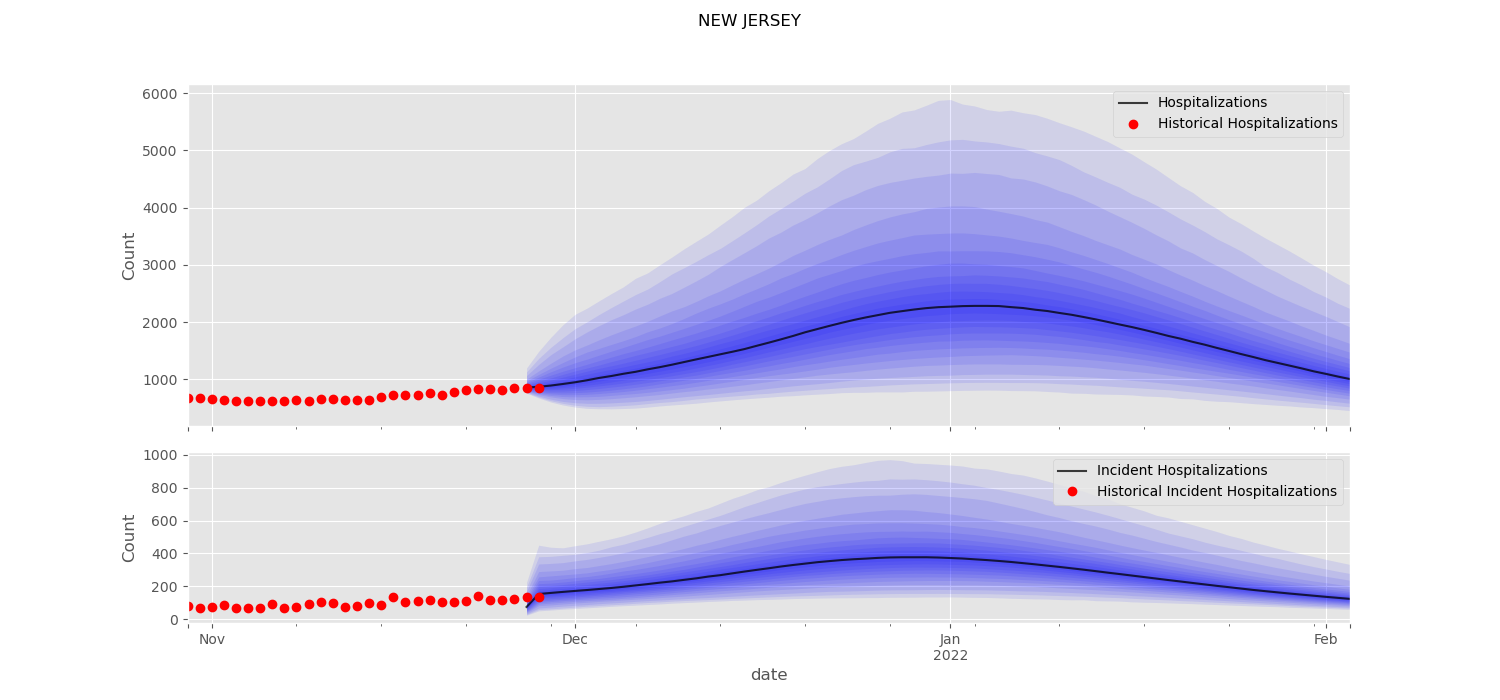 NEW JERSEY
6000
5000
4000
3000
2000
1000
Count
Hospitalizations
Historical Hospitalizations
1000
800
600
400
200
0
Count
Incident Hospitalizations
Historical Incident Hospitalizations
Nov
Dec
Jan
2022
Feb
date